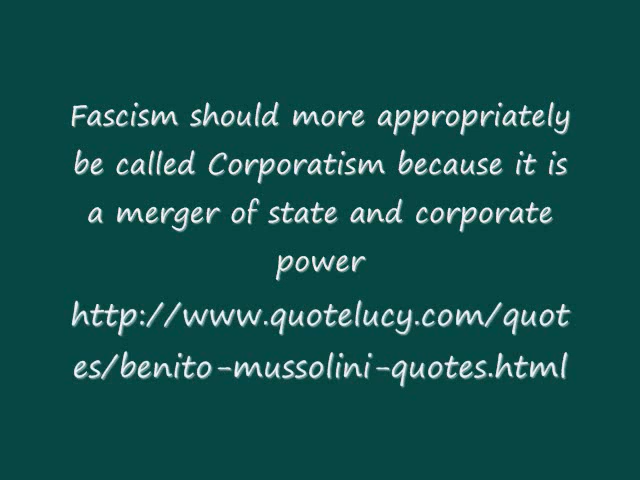 Fascism should more appropriately
be called Corporatism because it is
a merger of state and corporate
power
http://www.quotelucy.com/quot
es/benito-mussolini-quotes.html